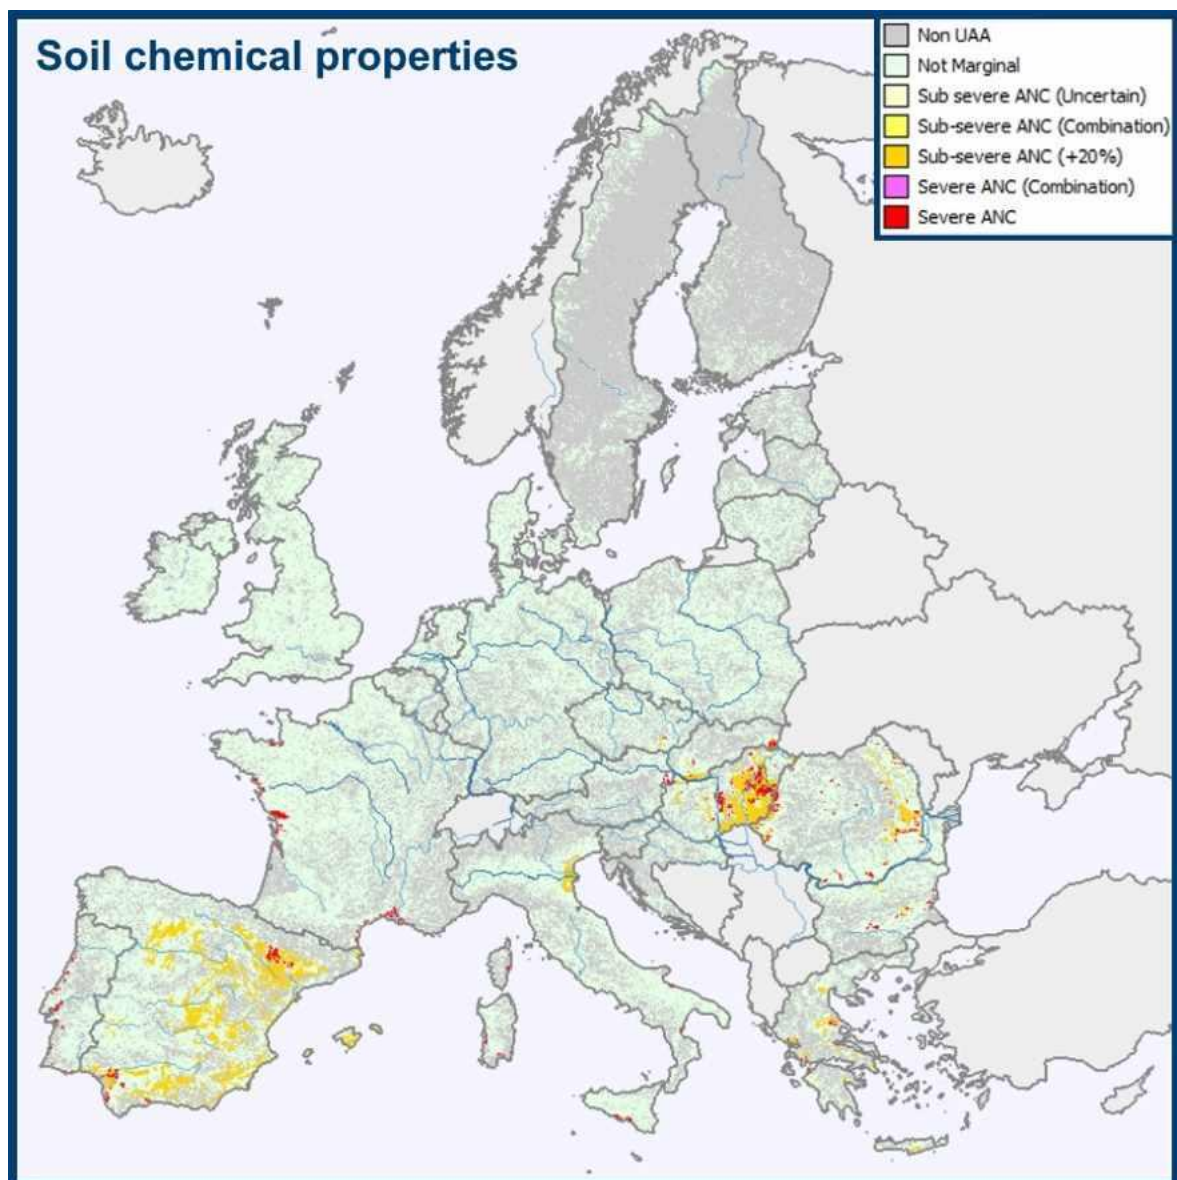 Soil chemical properties
Non UAA
Not Marginal
Sub severe ANC (Uncertain)
Sub-severe ANC (Combination)
Sub-severe ANC (+20%)
Severe ANC (Combination)
Severe ANC